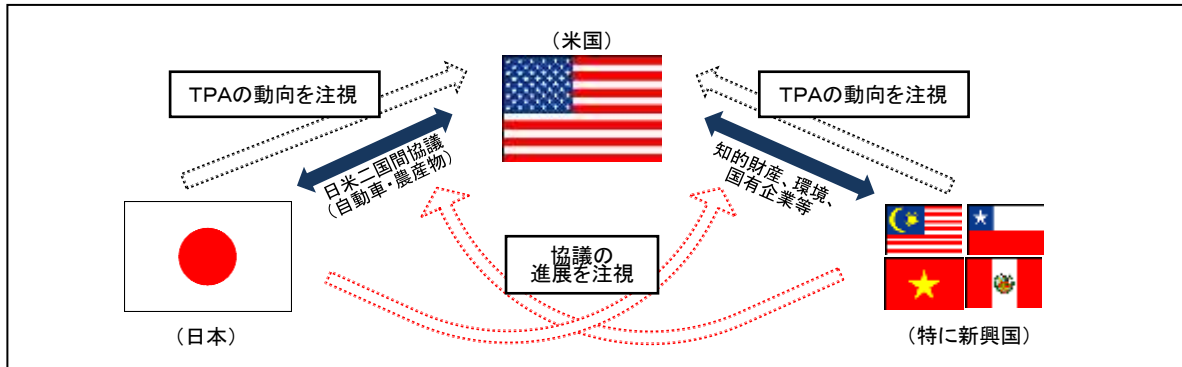 （米国）
ＴＰＡの動向を注視
ＴＰＡの動向を注視
日米二国間協議
（自動車・農産物）
知的財産、環境、
国有企業等
協議の
進展を注視
（日本）
（特に新興国）